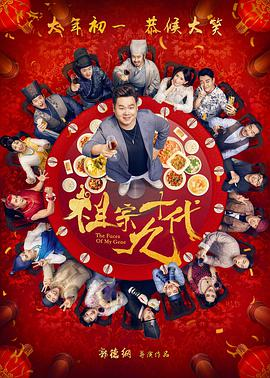 大年初一 恭候大笑
祖宗十九代
The Faces
Of My Gene
郭德纲 导演作品